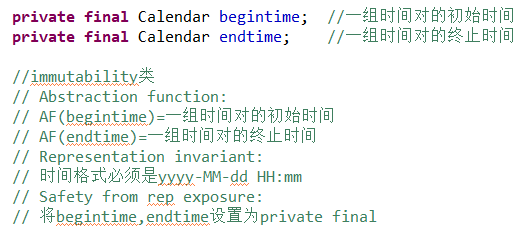 private final Calendar begintime;  //一组时间对的初始时间
private final Calendar endtime;    //一组时间对的终止时间
//immutability类
// Abstraction function:
// AF(begintime)=一组时间对的初始时间
// AF(endtime)=一组时间对的终止时间
// Representation invariant:
// 时间格式必须是yyyy-MM-dd HH:mm
// Safety from rep exposure:
// 将begintime,endtime设置为private final